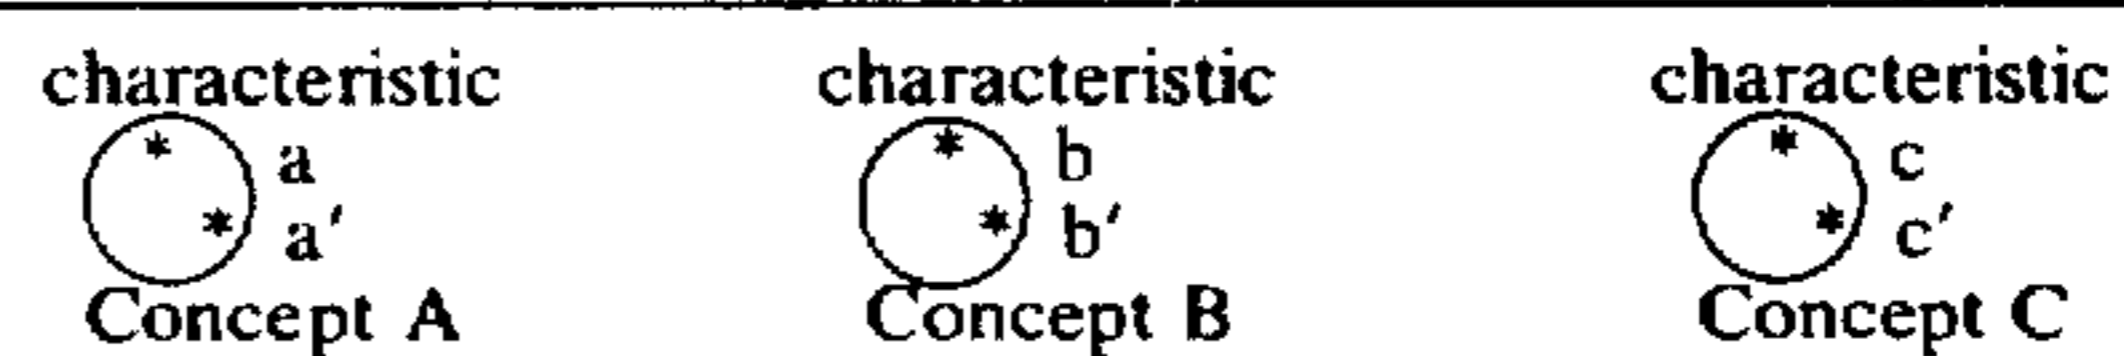 characteristic characteristic characteristic
* a * b * c
* a′ * b′ * c′
Concept A Concept B Concept C